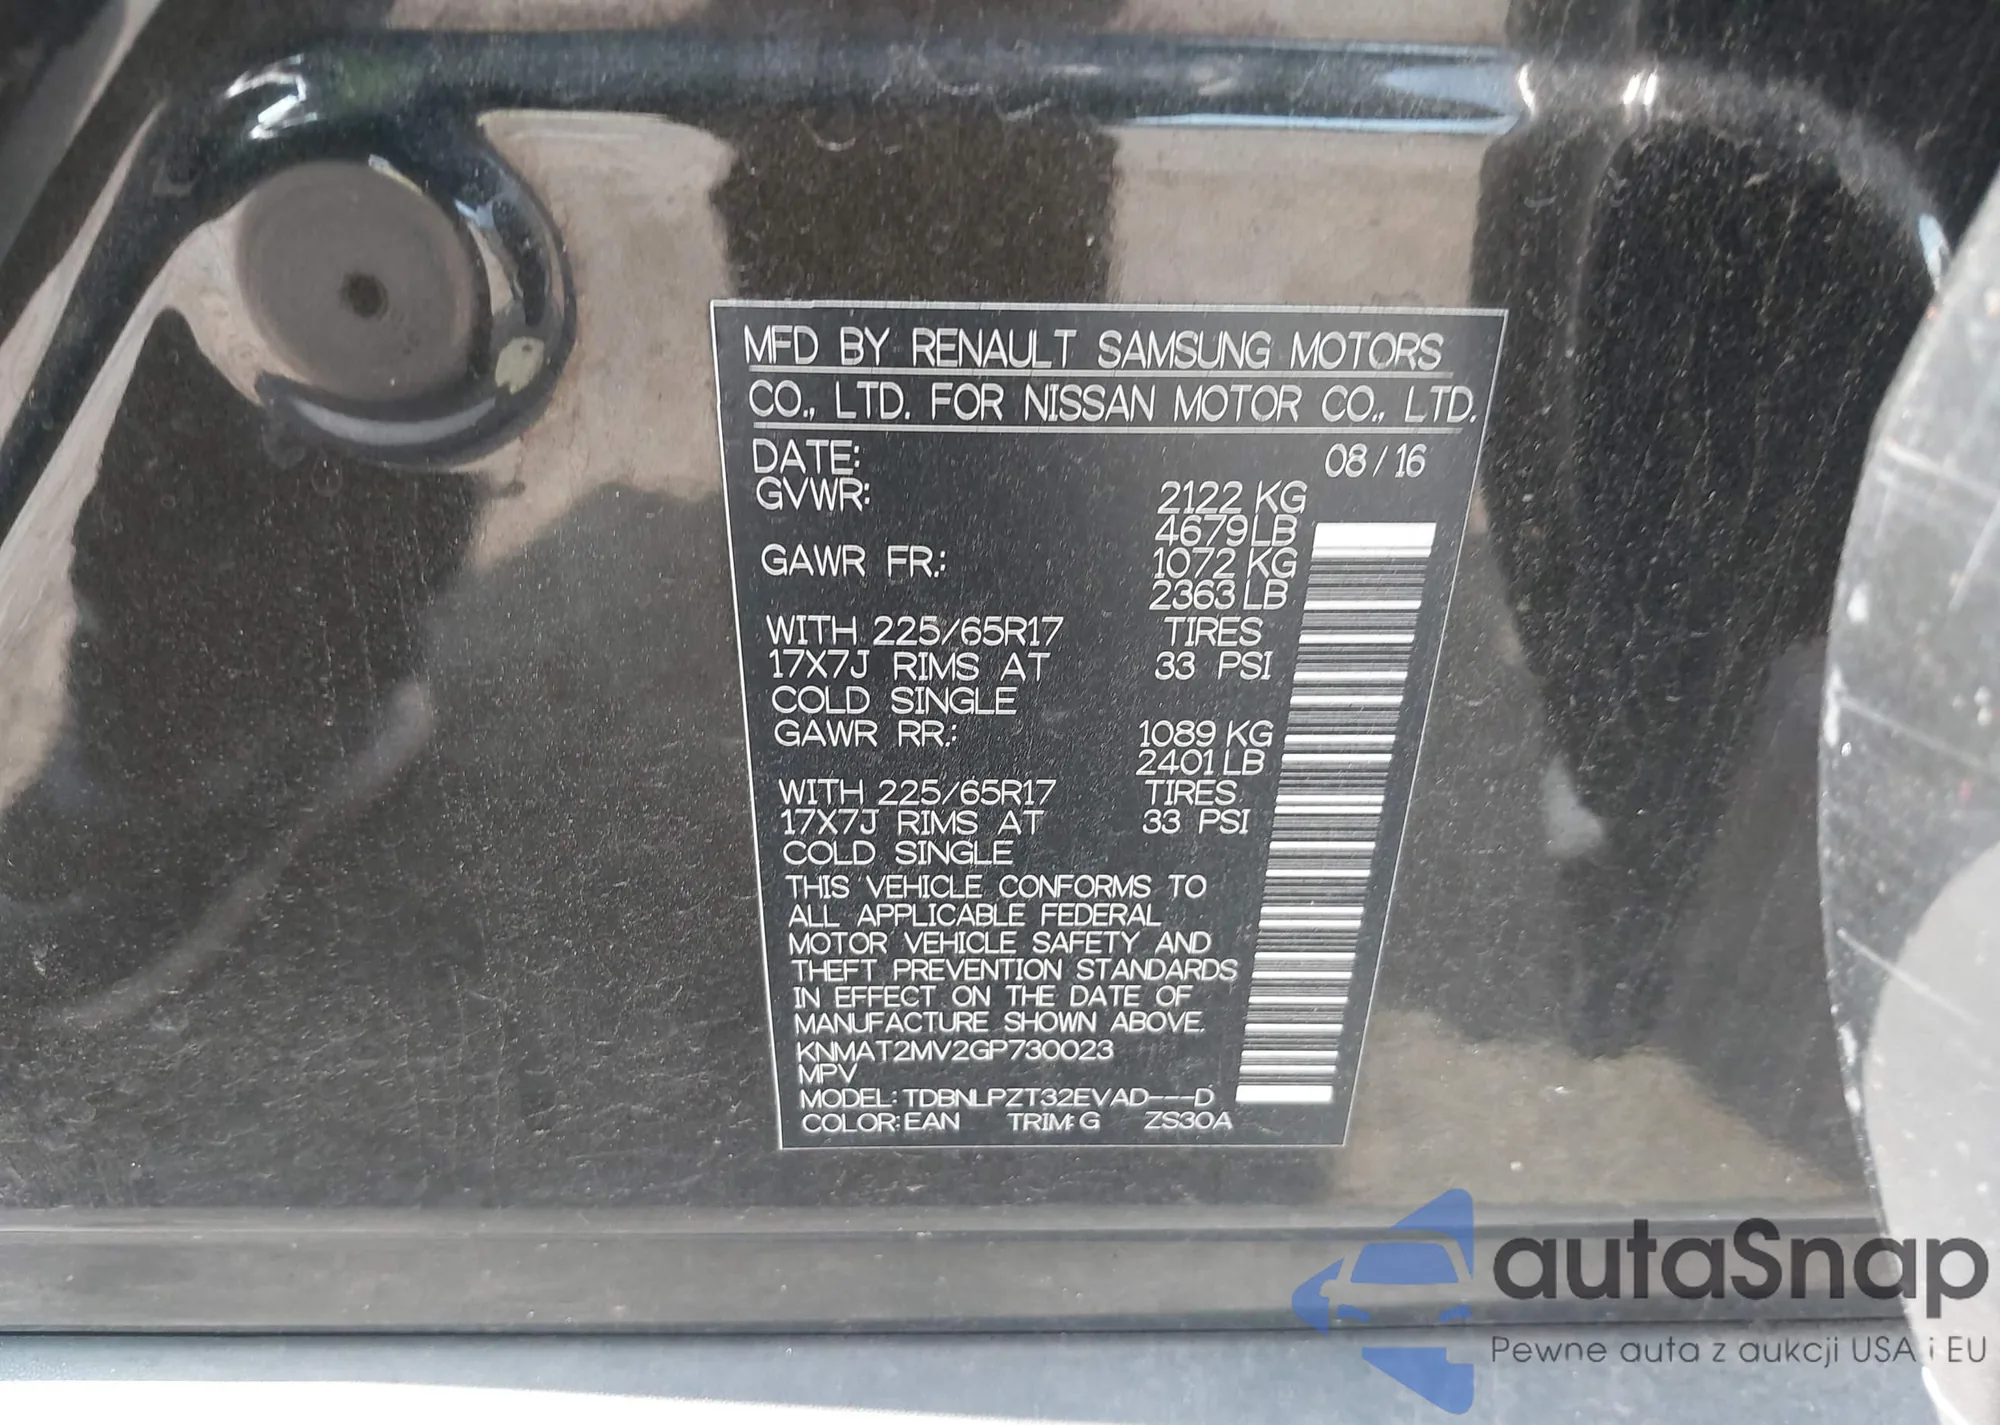 MFD BY RENAULT SAMSUNG MOTORS
CO., LTD. FOR NISSAN MOTOR CO., LTD.
DATE: 08/16
GVWR: 2122 KG
4679 LB
GAWR FR.: 1072 KG
2363 LB
WITH 225/65R17 TIRES
17X7J RIMS AT 33 PSI
COLD SINGLE
GAWR RR.: 1089 KG
2401 LB
WITH 225/65R17 TIRES
17X7J RIMS AT 33 PSI
COLD SINGLE
THIS VEHICLE CONFORMS TO
ALL APPLICABLE FEDERAL
MOTOR VEHICLE SAFETY AND
THEFT PREVENTION STANDARDS
IN EFFECT ON THE DATE OF
MANUFACTURE SHOWN ABOVE.
KNMAT2MV2GP730023
MPV
MODEL: TDBNLPZT32EVAD---D
COLOR: EAN TRIM: G ZS30A
autaSnap
Pewne auta z aukcji USA i EU